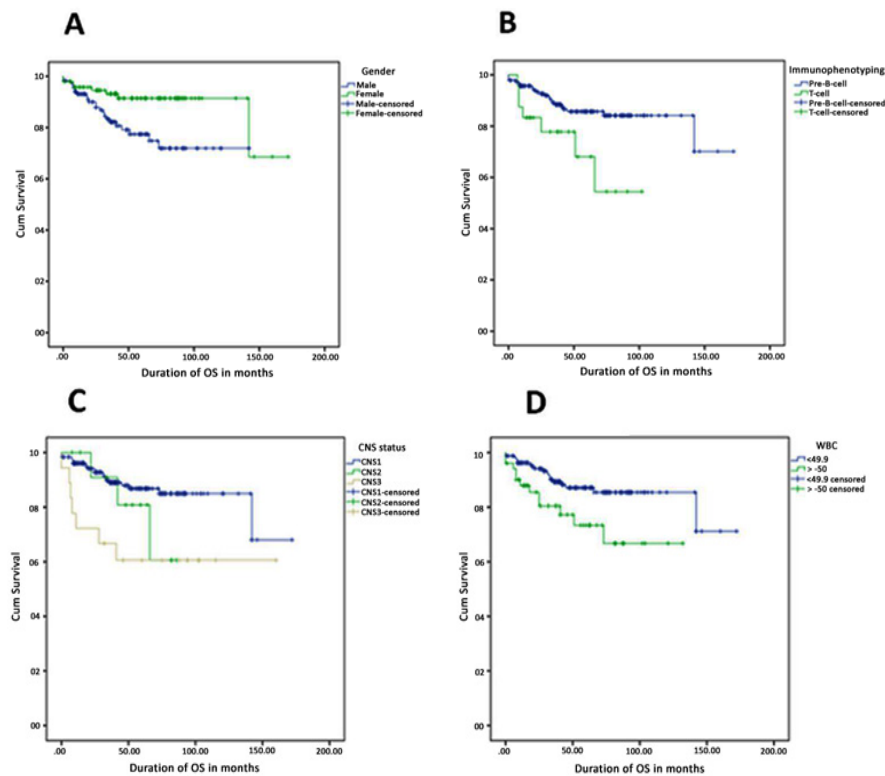 A
Gender
Male
Female
Male-censored
Female-censored
10
08
06
04
02
00
Cum Survival
.00
50.00
100.00
150.00
200.00
Duration of OS in months
B
Immunophenotyping
Pre-B-cell
T-cell
Pre-B-cell-censored
T-cell-censored
10
08
06
04
02
00
Cum Survival
.00
50.00
100.00
150.00
200.00
Duration of OS in months
C
CNS status
CNS1
CNS2
CNS3
CNS1-censored
CNS2-censored
CNS3-censored
10
08
06
04
02
00
Cum Survival
.00
50.00
100.00
150.00
200.00
Duration of OS in months
D
WBC
<49.9
> -50
<49.9 censored
> -50 censored
10
08
06
04
02
00
Cum Survival
.00
50.00
100.00
150.00
200.00
Duration of OS in months